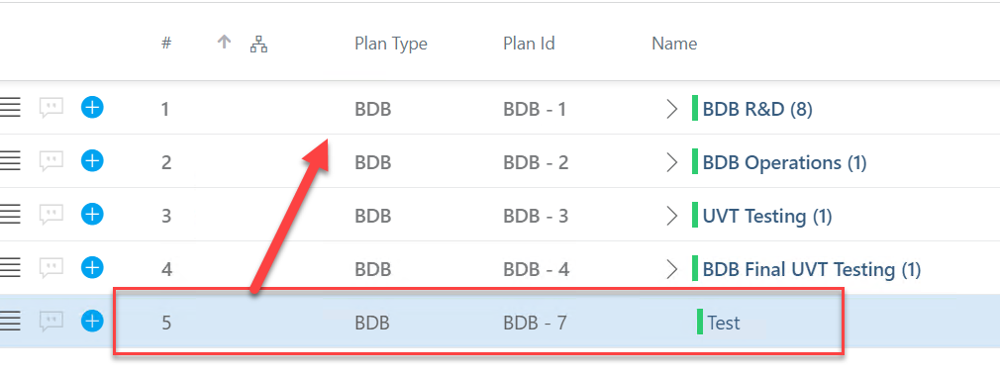 # Plan Type Plan Id Name
1 BDB BDB - 1 BDB R&D (8)
2 BDB BDB - 2 BDB Operations (1)
3 BDB BDB - 3 UVT Testing (1)
4 BDB BDB - 4 BDB Final UVT Testing (1)
5 BDB BDB - 7 Test